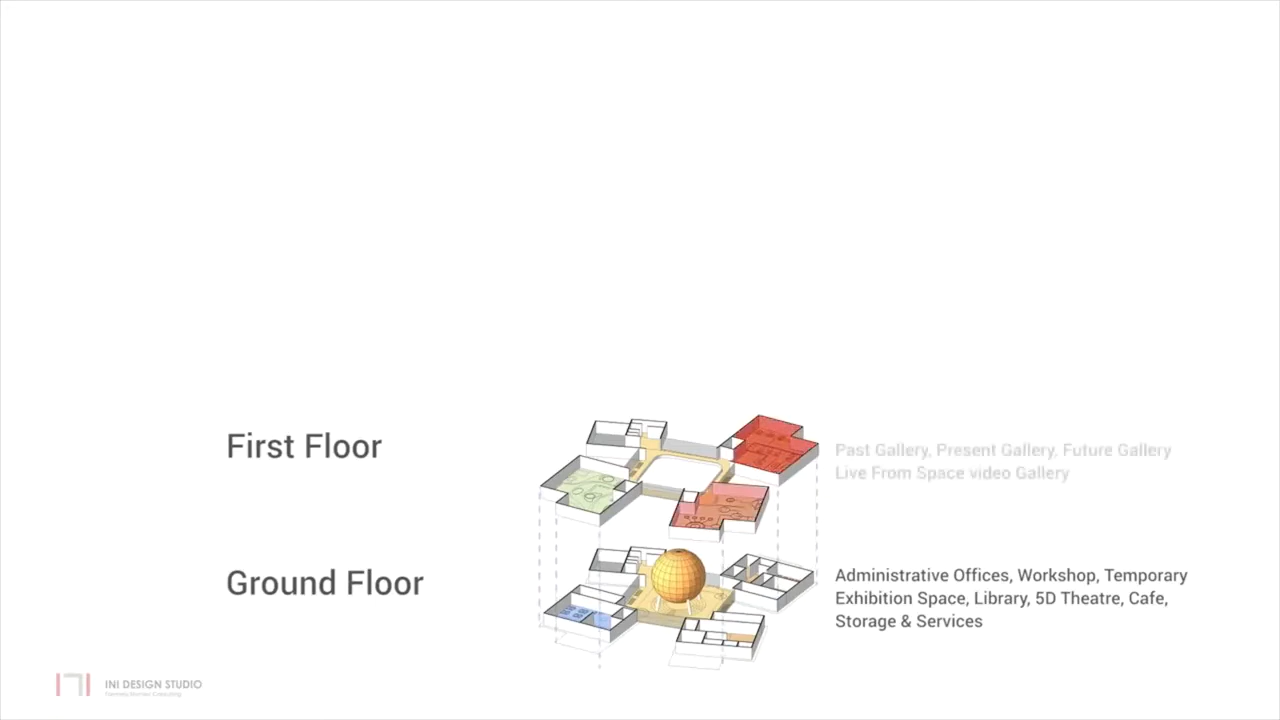 First Floor
Past Gallery, Present Gallery, Future Gallery
Live From Space video Gallery
Ground Floor
Administrative Offices, Workshop, Temporary
Exhibition Space, Library, 5D Theatre, Cafe,
Storage & Services
INI DESIGN STUDIO